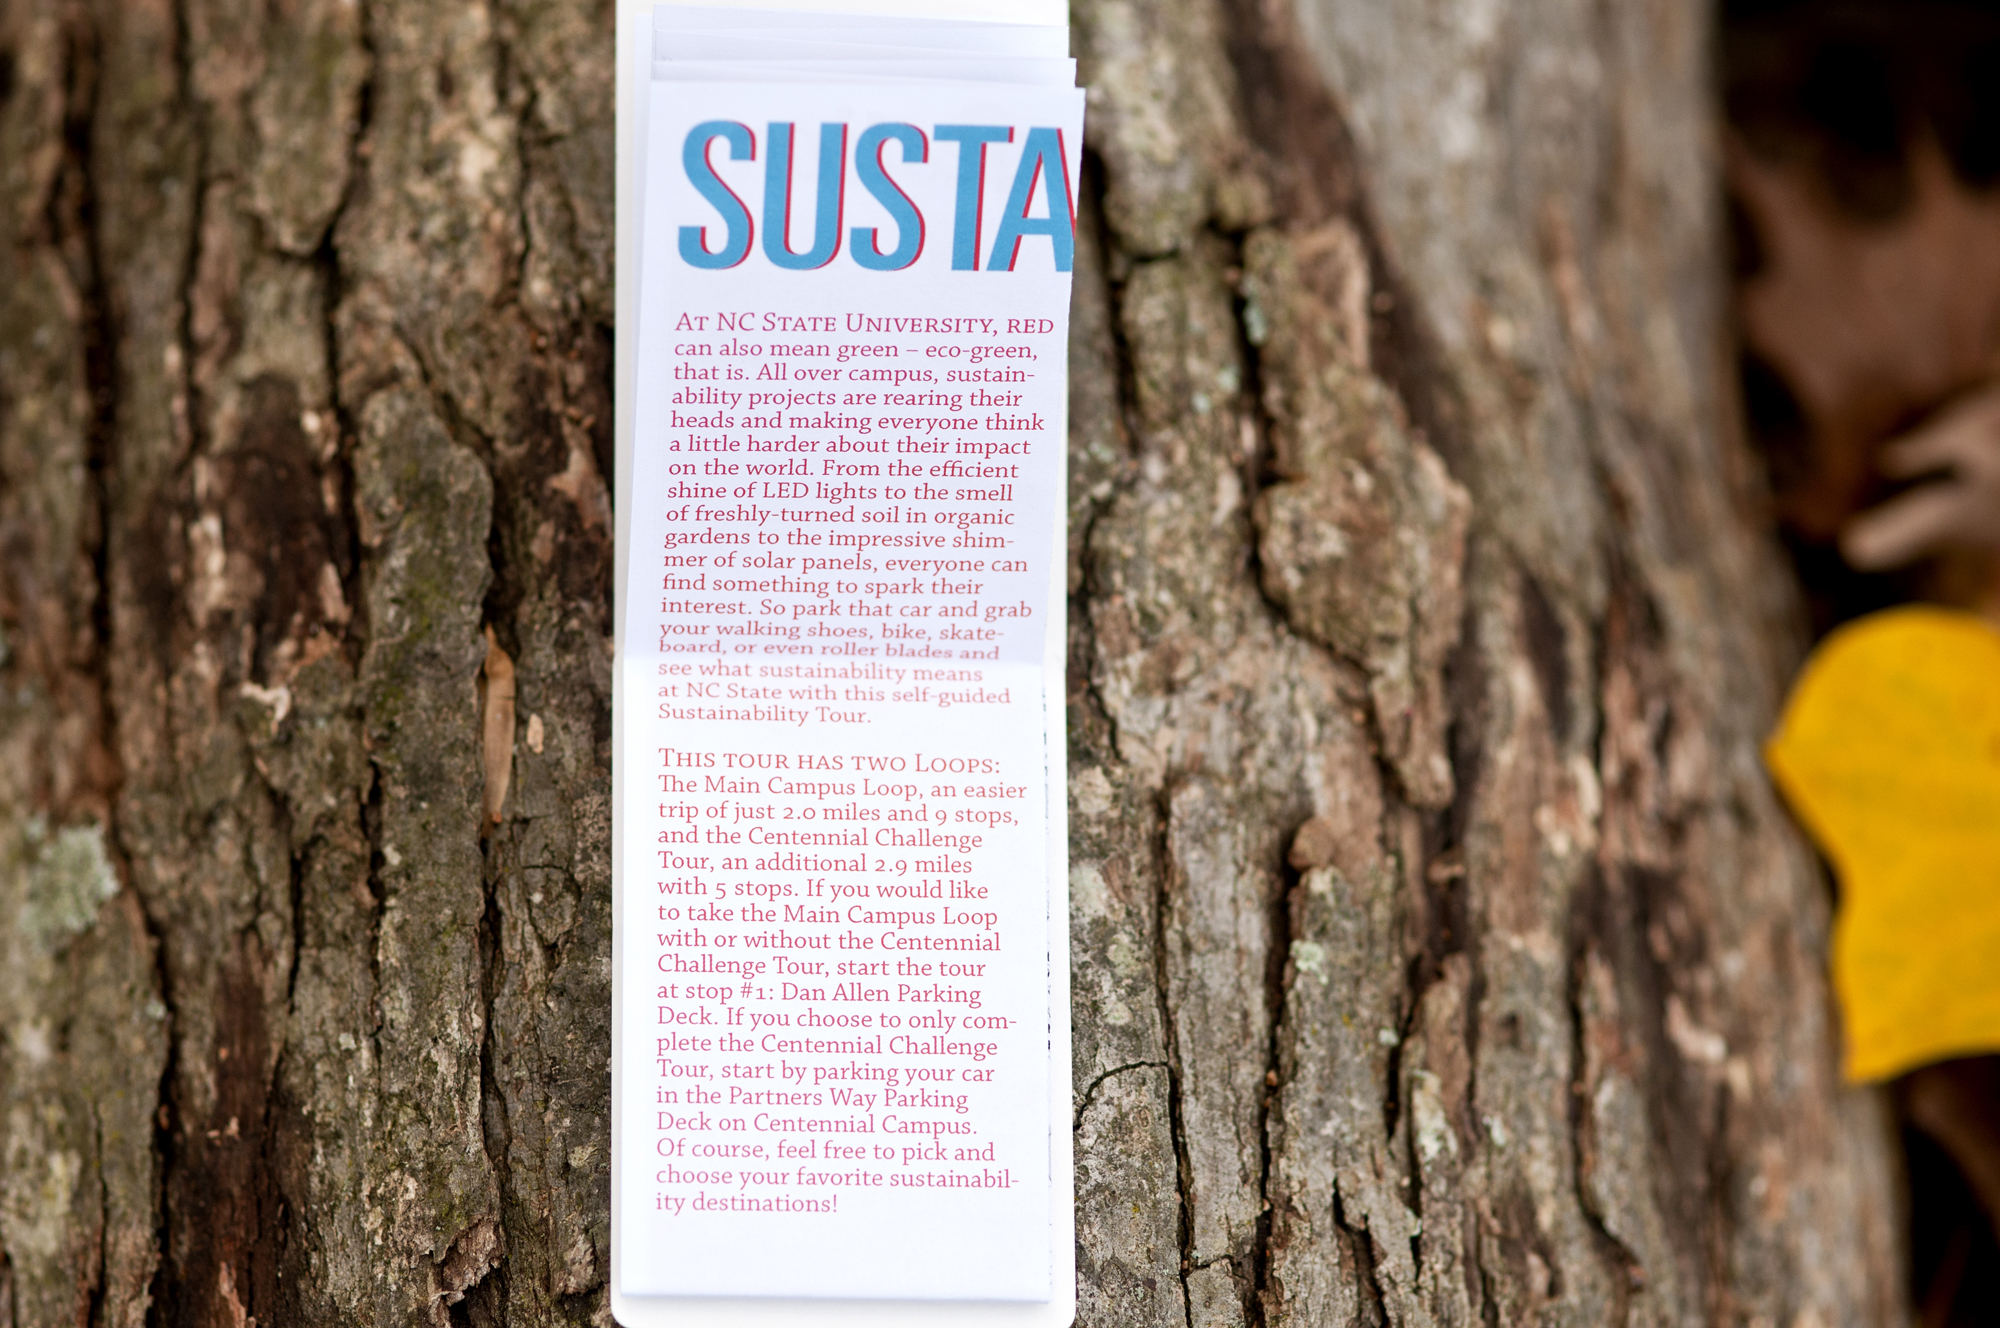 SUSTA
AT NC STATE UNIVERSITY, RED
can also mean green – eco-green,
that is. All over campus, sustain-
ability projects are rearing their
heads and making everyone think
a little harder about their impact
on the world. From the efficient
shine of LED lights to the smell
of freshly-turned soil in organic
gardens to the impressive shim-
mer of solar panels, everyone can
find something to spark their
interest. So park that car and grab
your walking shoes, bike, skate-
board, or even roller blades and
see what sustainability means
at NC State with this self-guided
Sustainability Tour.
THIS TOUR HAS TWO LOOPS:
The Main Campus Loop, an easier
trip of just 2.0 miles and 9 stops,
and the Centennial Challenge
Tour, an additional 2.9 miles
with 5 stops. If you would like
to take the Main Campus Loop
with or without the Centennial
Challenge Tour, start the tour
at stop #1: Dan Allen Parking
Deck. If you choose to only com-
plete the Centennial Challenge
Tour, start by parking your car
in the Partners Way Parking
Deck on Centennial Campus.
Of course, feel free to pick and
choose your favorite sustainabil-
ity destinations!